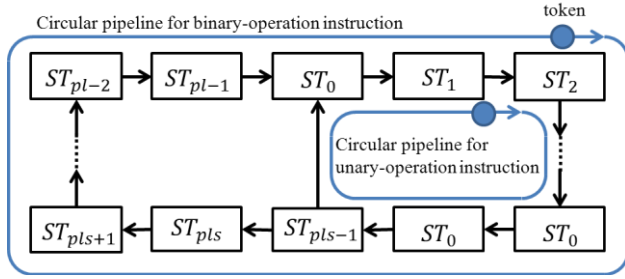 Circular pipeline for binary-operation instruction
token
ST_{pl-2}
ST_{pl-1}
ST_0
ST_1
ST_2
Circular pipeline for
unary-operation instruction
ST_{pls+1}
ST_{pls}
ST_{pls-1}
ST_0
ST_0